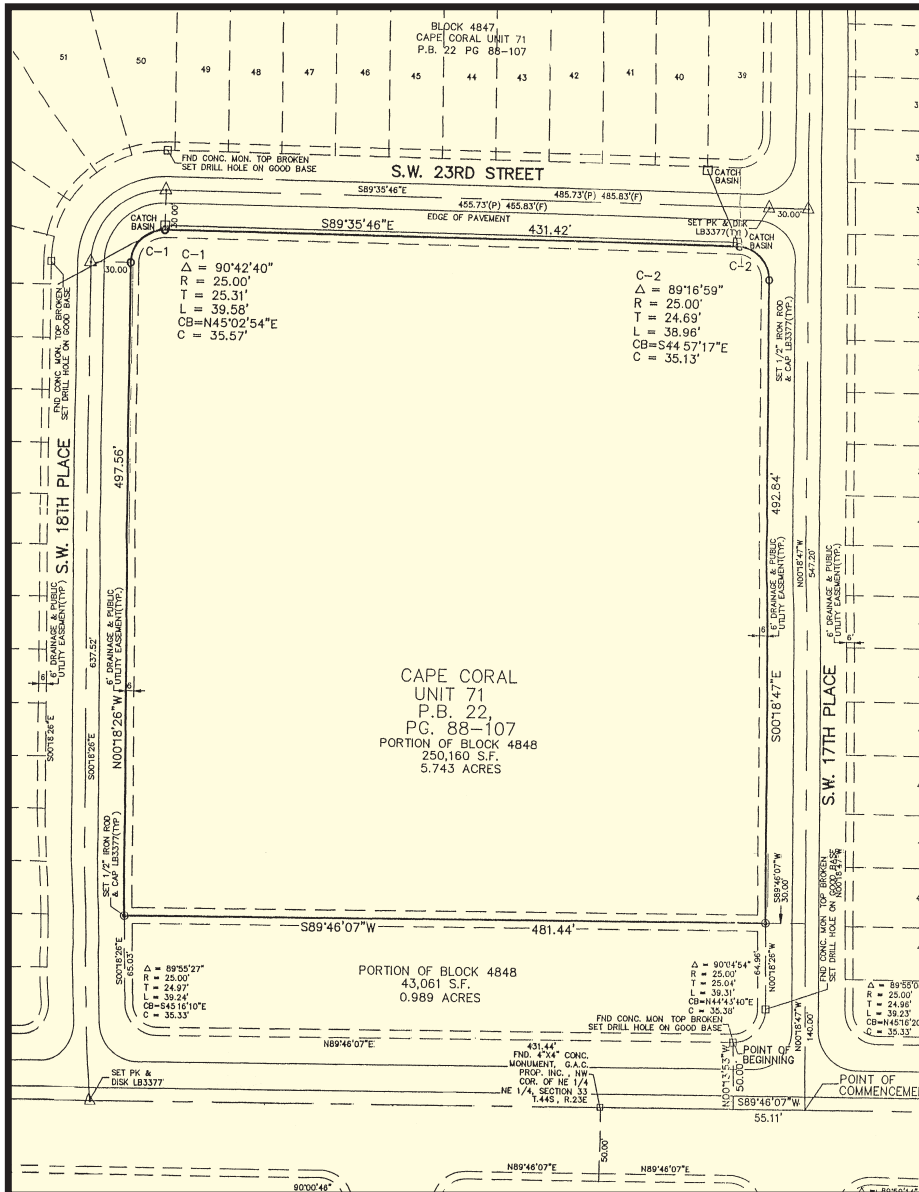 BLOCK 4847
CAPE CORAL UNIT 71
P.B. 22 PG 88-107
51
50
49
48
47
46
45
44
43
42
41
40
39
FND CONC. MON. TOP BROKEN
SET DRILL HOLE ON GOOD BASE
S.W. 23RD STREET
CATCH
BASIN
S89°35'46"E
485.73'(P) 485.83'(F)
455.73'(P) 455.83'(F)
EDGE OF PAVEMENT
30.00'
CATCH
BASIN
30.00'
S89°35'46"E
431.42'
SET PK & DISK
LB3377(TYP.)
CATCH
BASIN
30.00'
C-1
C-1
Δ = 90°42'40"
R = 25.00'
T = 25.31'
L = 39.58'
CB=N45°02'54"E
C = 35.57'
C-2
C-2
Δ = 89°16'59"
R = 25.00'
T = 24.69'
L = 38.96'
CB=S44 57'17"E
C = 35.13'
FND CONC. MON. TOP BROKEN
SET DRILL HOLE ON GOOD BASE
SET 1/2" IRON ROD
& CAP LB3377(TYP.)
S.W. 18TH PLACE
497.56'
492.84'
N00°18'47"W
547.20'
6' DRAINAGE & PUBLIC
UTILITY EASEMENT(TYP.)
637.52'
6' DRAINAGE & PUBLIC
UTILITY EASEMENT(TYP.)
6' DRAINAGE & PUBLIC
UTILITY EASEMENT(TYP.)
6'
6'
6'
6'
S00°18'26"E
S00°18'26"E
N00°18'26"W
S00°18'47"E
S.W. 17TH PLACE
CAPE CORAL
UNIT 71
P.B. 22,
PG. 88-107
PORTION OF BLOCK 4848
250,160 S.F.
5.743 ACRES
SET 1/2" IRON ROD
& CAP LB3377(TYP.)
S89°46'07"W
30.00'
FND CONC. MON TOP BROKEN
SET DRILL HOLE ON GOOD BASE
N00°18'47"W
S89°46'07"W
481.44'
S00°18'26"E
65.03'
Δ = 89°55'27"
R = 25.00'
T = 24.97'
L = 39.24'
CB=S45 16'10"E
C = 35.33'
PORTION OF BLOCK 4848
43,061 S.F.
0.989 ACRES
Δ = 90°04'54"
R = 25.00'
T = 25.04'
L = 39.31'
CB=N44°43'40"E
C = 35.38'
64.96'
N00°18'26"W
R = 25.00'
T = 24.96'
L = 39.23'
C = 35.33'
FND CONC. MON TOP BROKEN
SET DRILL HOLE ON GOOD BASE
N89°46'07"E
431.44'
FND. 4"X4" CONC.
MONUMENT, G.A.C.
PROP. INC., NW
COR. OF NE 1/4
NE 1/4, SECTION 33
T.44S, R.23E
POINT OF
BEGINNING
N00°13'53"W
50.00'
N00°18'47"W
140.00'
SET PK &
DISK LB3377
POINT OF
S89°46'07"W
55.11'
50.00'
N89°46'07"E
N89°46'07"E
90°00'46"